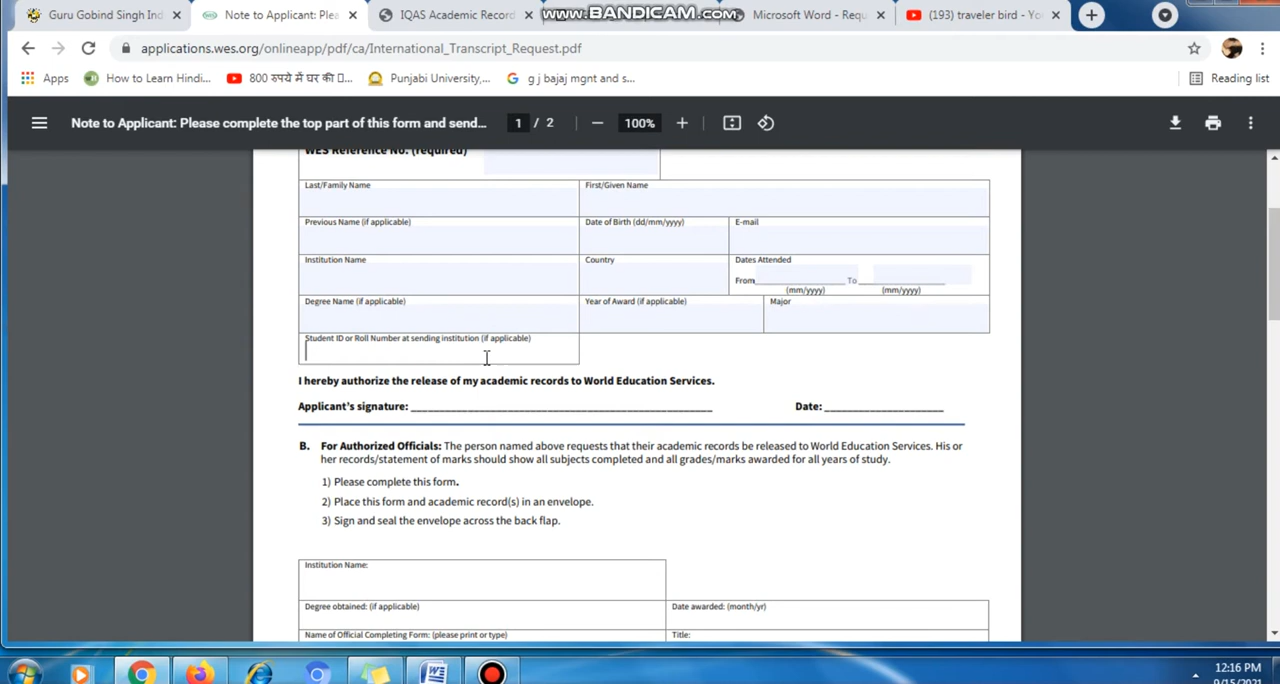 Guru Gobind Singh Ind
Note to Applicant: Plea
IQAS Academic Record
WWW.BANDICAM.COM
Microsoft Word - Requ
(193) traveler bird - Yo
applications.wes.org/onlineapp/pdf/ca/International_Transcript_Request.pdf
Apps
How to Learn Hindi...
800 रुपये में घर की ...
Punjabi University,...
g j bajaj mgnt and s...
Reading list
Note to Applicant: Please complete the top part of this form and send...
1 / 2
100%
WES Reference No. (required)
Last/Family Name
First/Given Name
Previous Name (if applicable)
Date of Birth (dd/mm/yyyy)
E-mail
Institution Name
Country
Dates Attended
From____________ To ____________
(mm/yyyy) (mm/yyyy)
Degree Name (if applicable)
Year of Award (if applicable)
Major
Student ID or Roll Number at sending institution (if applicable)
I hereby authorize the release of my academic records to World Education Services.
Applicant's signature: ____________________ Date: ____________________
B. For Authorized Officials: The person named above requests that their academic records be released to World Education Services. His or
her records/statement of marks should show all subjects completed and all grades/marks awarded for all years of study.
1) Please complete this form.
2) Place this form and academic record(s) in an envelope.
3) Sign and seal the envelope across the back flap.
Institution Name:
Degree obtained: (if applicable)
Date awarded: (month/yr)
Name of Official Completing Form: (please print or type)
Title:
12:16 PM
9/15/2021